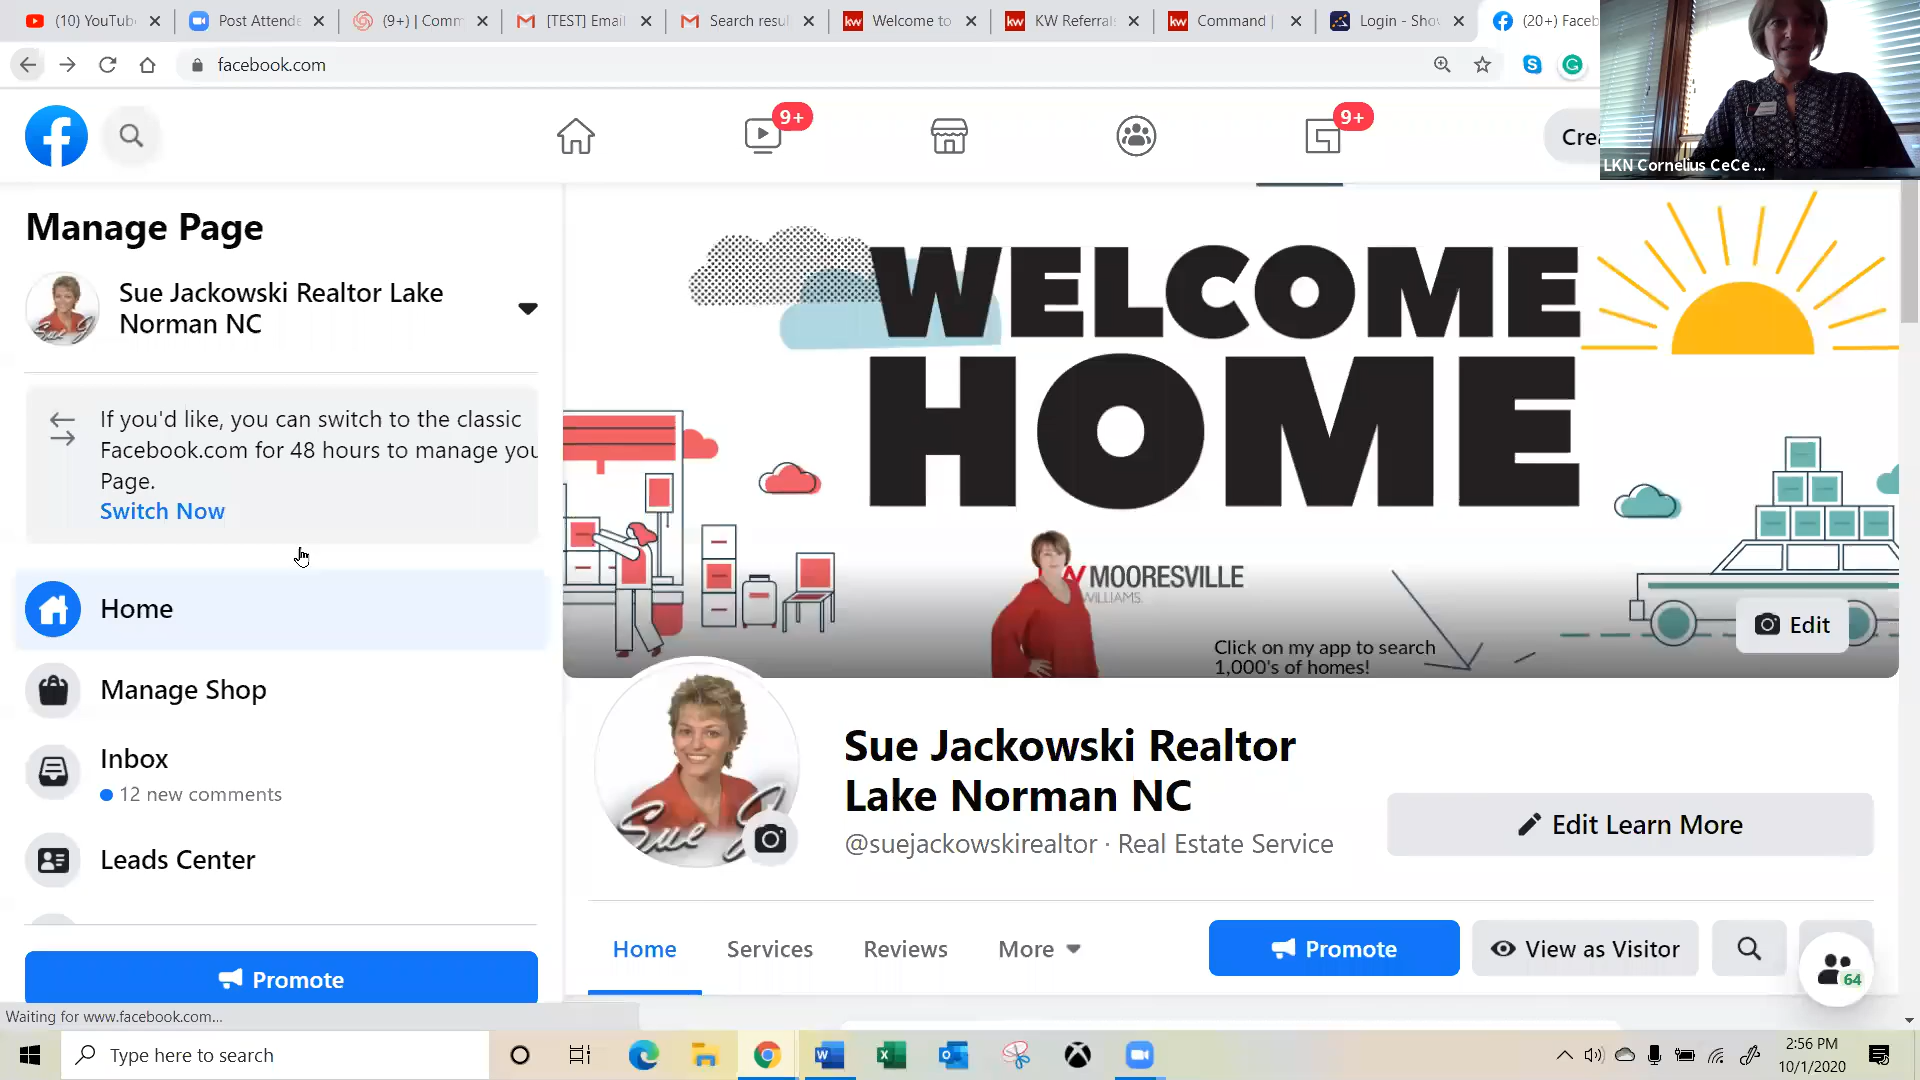 (10) YouTub
Post Attende
(9+) | Comm
[TEST] Email
Search resul
kw Welcome to
kw KW Referrals
kw Command |
Login - Sho
(20+) Faceb
facebook.com
9+
9+
Cre
LKN Cornelius CeCe ...
Manage Page
Sue Jackowski Realtor Lake
Norman NC
If you'd like, you can switch to the classic
Facebook.com for 48 hours to manage you
Page.
Switch Now
Home
Manage Shop
Inbox
12 new comments
Leads Center
Promote
WELCOME
HOME
MOORESVILLE
WILLIAMS.
Click on my app to search
1,000's of homes!
Edit
Sue J
Sue Jackowski Realtor
Lake Norman NC
@suejackowskirealtor · Real Estate Service
Edit Learn More
Home
Services
Reviews
More
Promote
View as Visitor
64
Waiting for www.facebook.com...
Type here to search
2:56 PM
10/1/2020